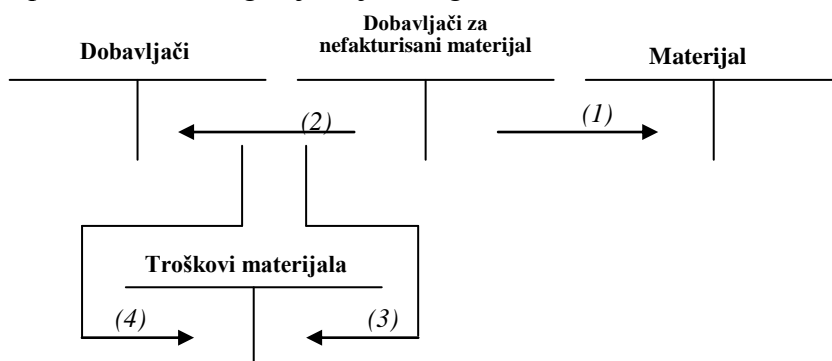 Dobavljači
Dobavljači za
nefakturisani materijal
Materijal
(2)
(1)
Troškovi materijala
(4)
(3)